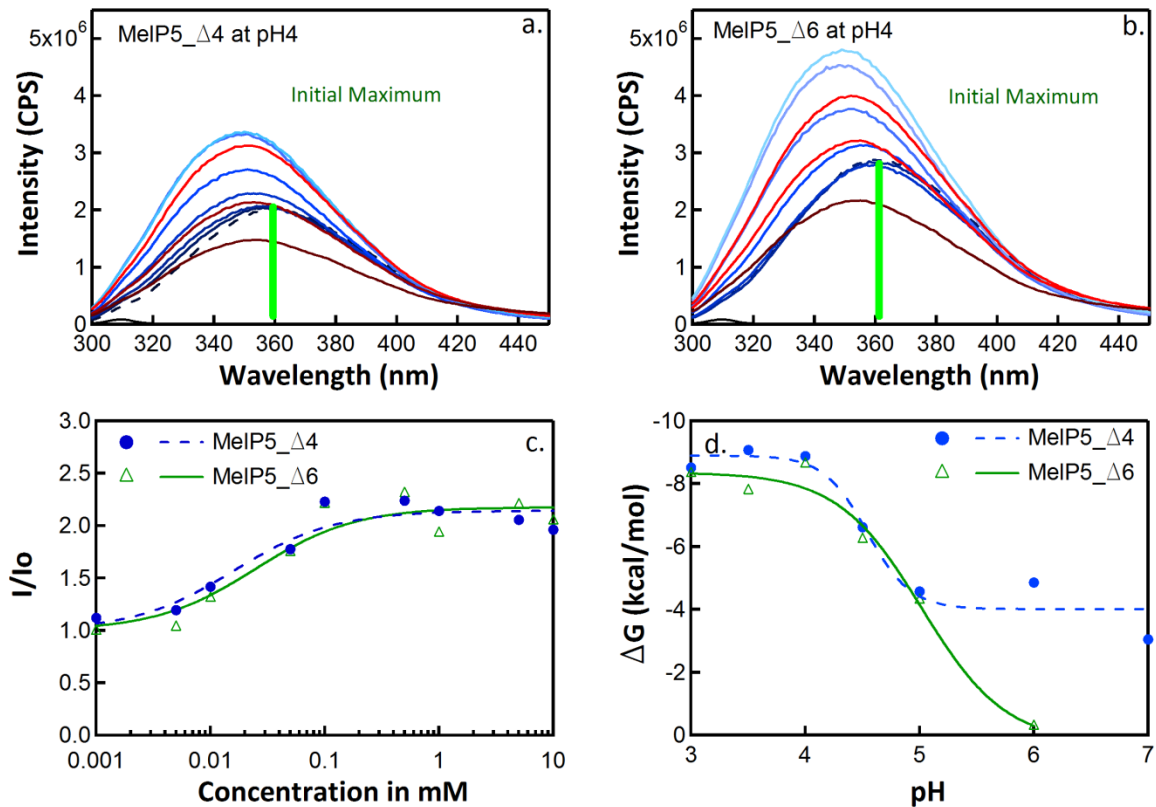 MelP5_Δ4 at pH4
a.
Initial Maximum
Intensity (CPS)
5x10⁶
4
3
2
1
0
300 320 340 360 380 400 420 440
Wavelength (nm)
MelP5_Δ6 at pH4
b.
Initial Maximum
Intensity (CPS)
5x10⁶
4
3
2
1
0
300 320 340 360 380 400 420 440
Wavelength (nm)
MelP5_Δ4
MelP5_Δ6
c.
I/Io
3.0
2.5
2.0
1.5
1.0
0.5
0.0
0.001 0.01 0.1 1 10
Concentration in mM
d.
MelP5_Δ4
MelP5_Δ6
ΔG (kcal/mol)
-10
-8
-6
-4
-2
0
3 4 5 6 7
pH